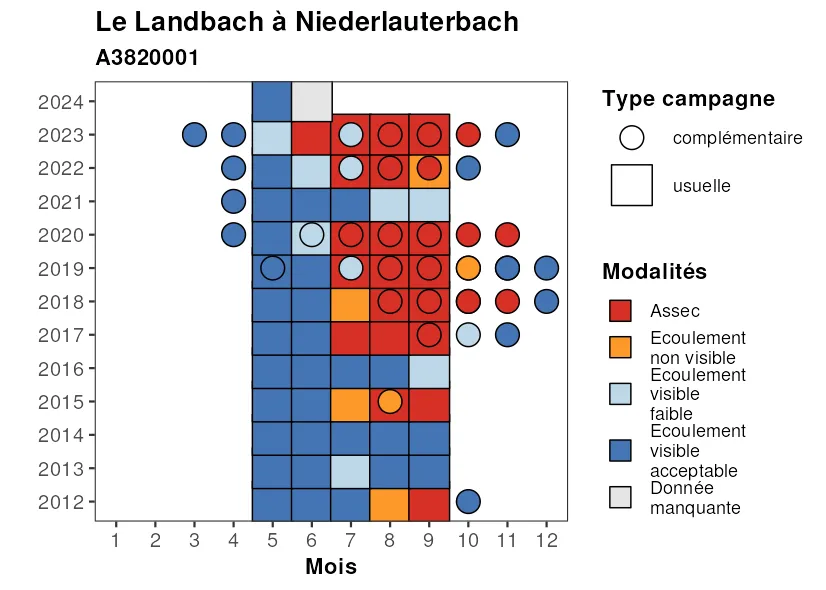 Le Landbach à Niederlauterbach
A3820001
2024
2023
2022
2021
2020
2019
2018
2017
2016
2015
2014
2013
2012
1 2 3 4 5 6 7 8 9 10 11 12
Mois
Type campagne
complémentaire
usuelle
Modalités
Assec
Ecoulement
non visible
Ecoulement
visible
faible
Ecoulement
visible
acceptable
Donnée
manquante